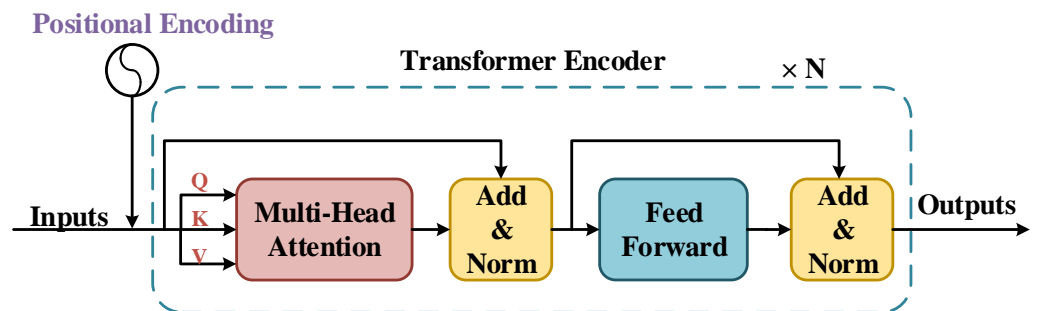 Positional Encoding
Transformer Encoder
× N
Inputs
Q
K
V
Multi-Head
Attention
Add
&
Norm
Feed
Forward
Add
&
Norm
Outputs